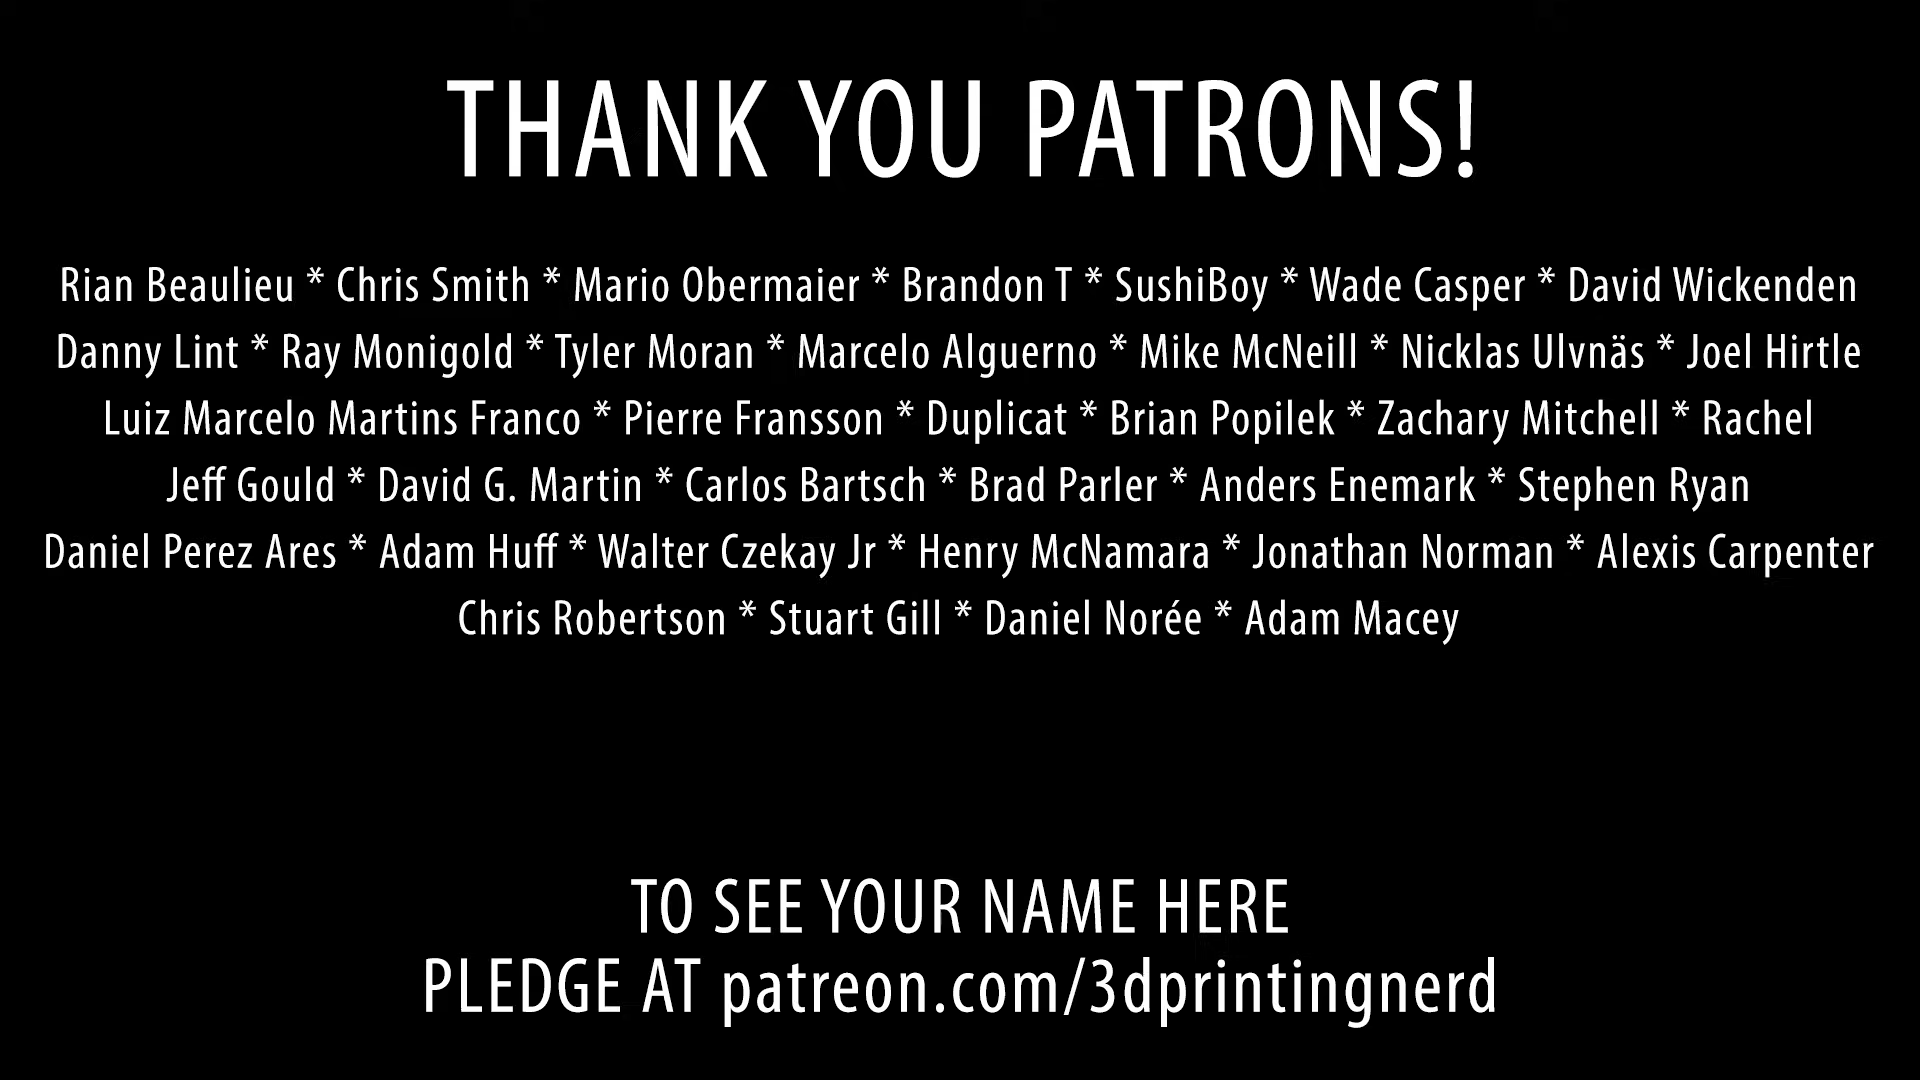 THANK YOU PATRONS!
Rian Beaulieu * Chris Smith * Mario Obermaier * Brandon T * SushiBoy * Wade Casper * David Wickenden
Danny Lint * Ray Monigold * Tyler Moran * Marcelo Alguerno * Mike McNeill * Nicklas Ulvnäs * Joel Hirtle
Luiz Marcelo Martins Franco * Pierre Fransson * Duplicat * Brian Popilek * Zachary Mitchell * Rachel
Jeff Gould * David G. Martin * Carlos Bartsch * Brad Parler * Anders Enemark * Stephen Ryan
Daniel Perez Ares * Adam Huff * Walter Czekay Jr * Henry McNamara * Jonathan Norman * Alexis Carpenter
Chris Robertson * Stuart Gill * Daniel Norée * Adam Macey
TO SEE YOUR NAME HERE
PLEDGE AT patreon.com/3dprintingnerd